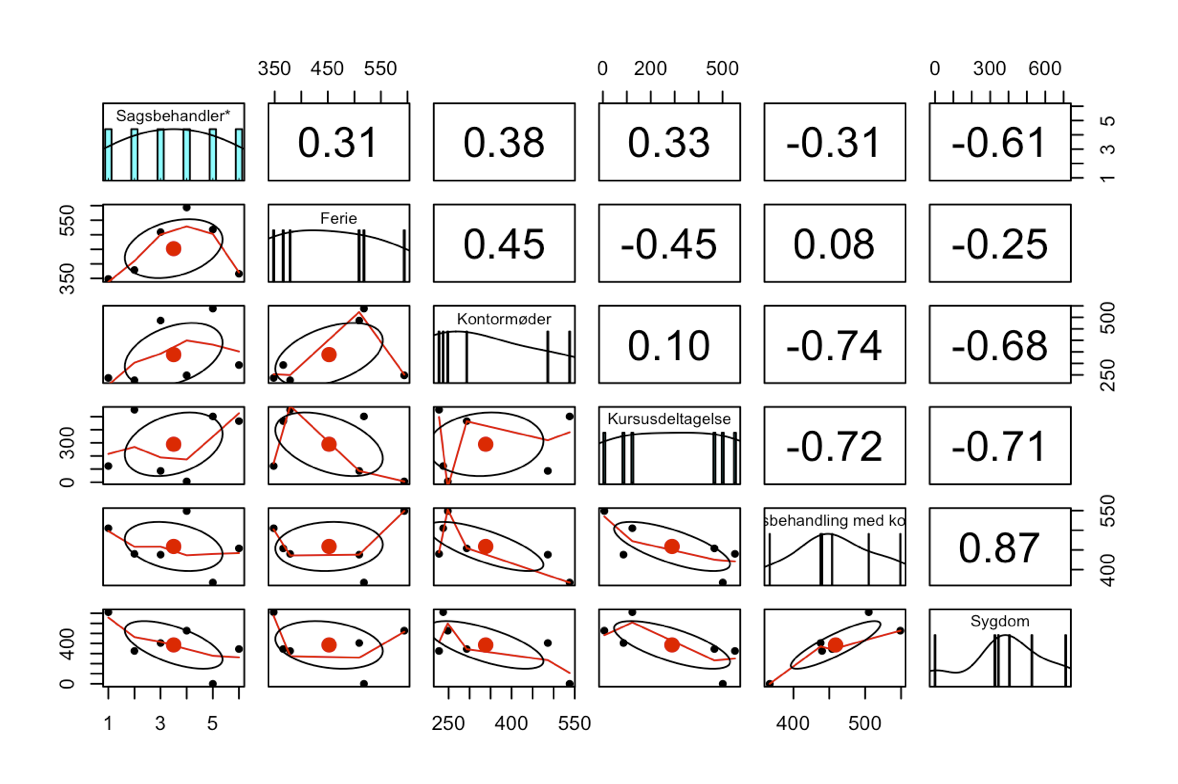 350 450 550 0 200 500 0 300 600
Sagsbehandler* 0.31 0.38 0.33 -0.31 -0.61 1 3 5
350 550 Ferie 0.45 -0.45 0.08 -0.25
Kontormøder 0.10 -0.74 -0.68 250 500
0 300 Kursusdeltagelse -0.72 -0.71
sbehandling med ko 0.87 400 550
0 400 Sygdom
1 3 5 250 400 550 400 500